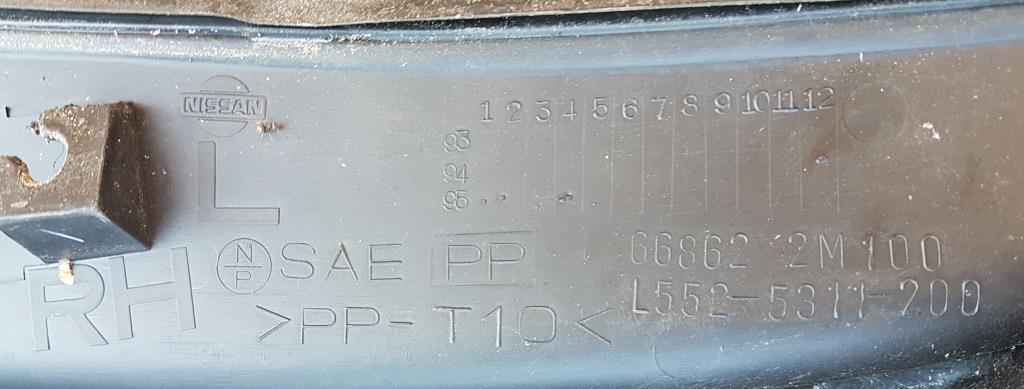 NISSAN
1 2 3 4 5 6 7 8 9 10 11 12
93
94
95
L
RH
N/P SAE PP
>PP-T10<
66862 2M100
L552-5311-200